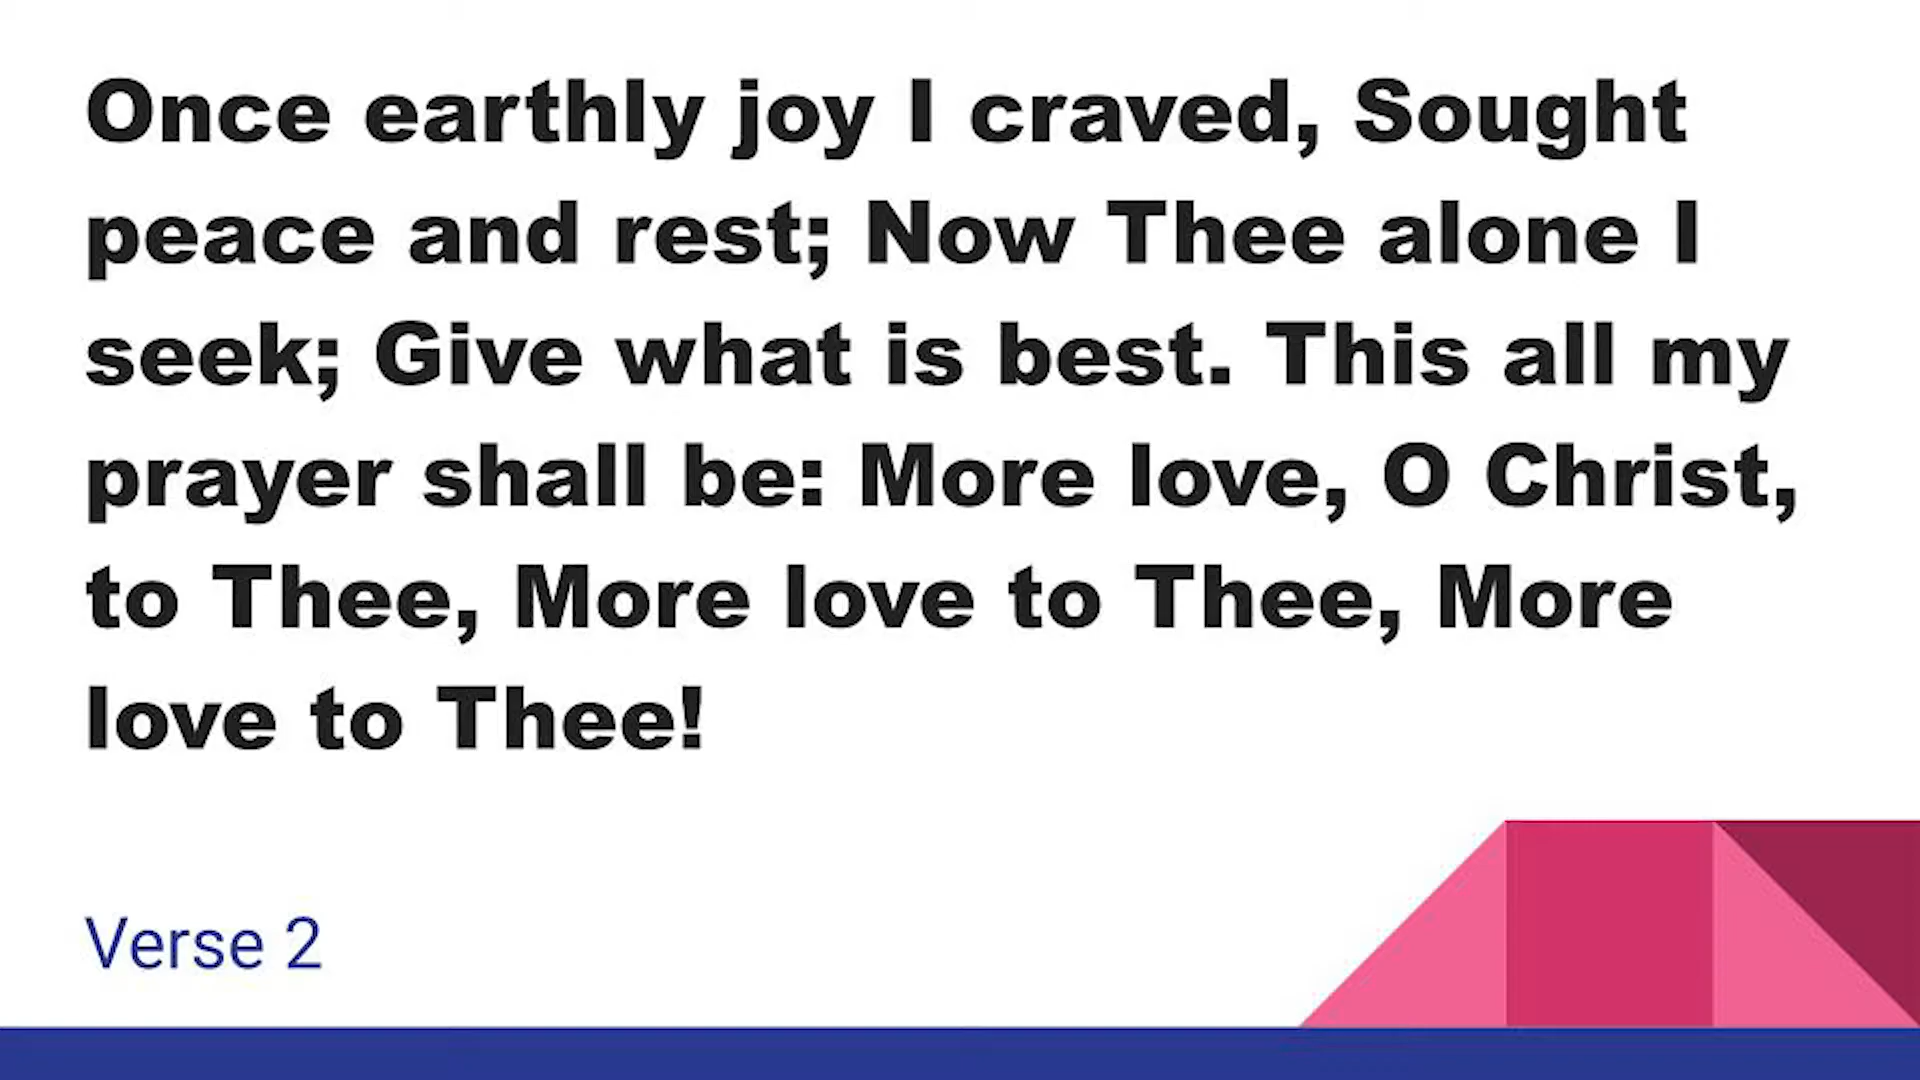 Once earthly joy I craved, Sought
peace and rest; Now Thee alone I
seek; Give what is best. This all my
prayer shall be: More love, O Christ,
to Thee, More love to Thee, More
love to Thee!
Verse 2